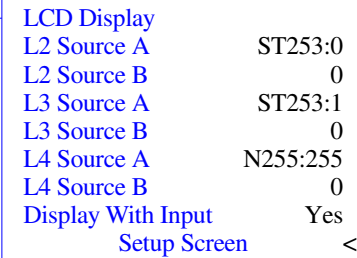 LCD Display
L2 Source A ST253:0
L2 Source B 0
L3 Source A ST253:1
L3 Source B 0
L4 Source A N255:255
L4 Source B 0
Display With Input Yes
Setup Screen <